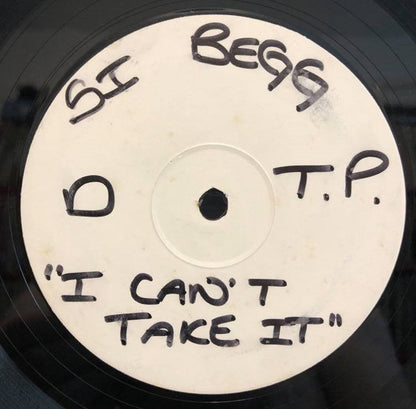 SI BEGG
D T.P.
"I CAN'T
TAKE IT"